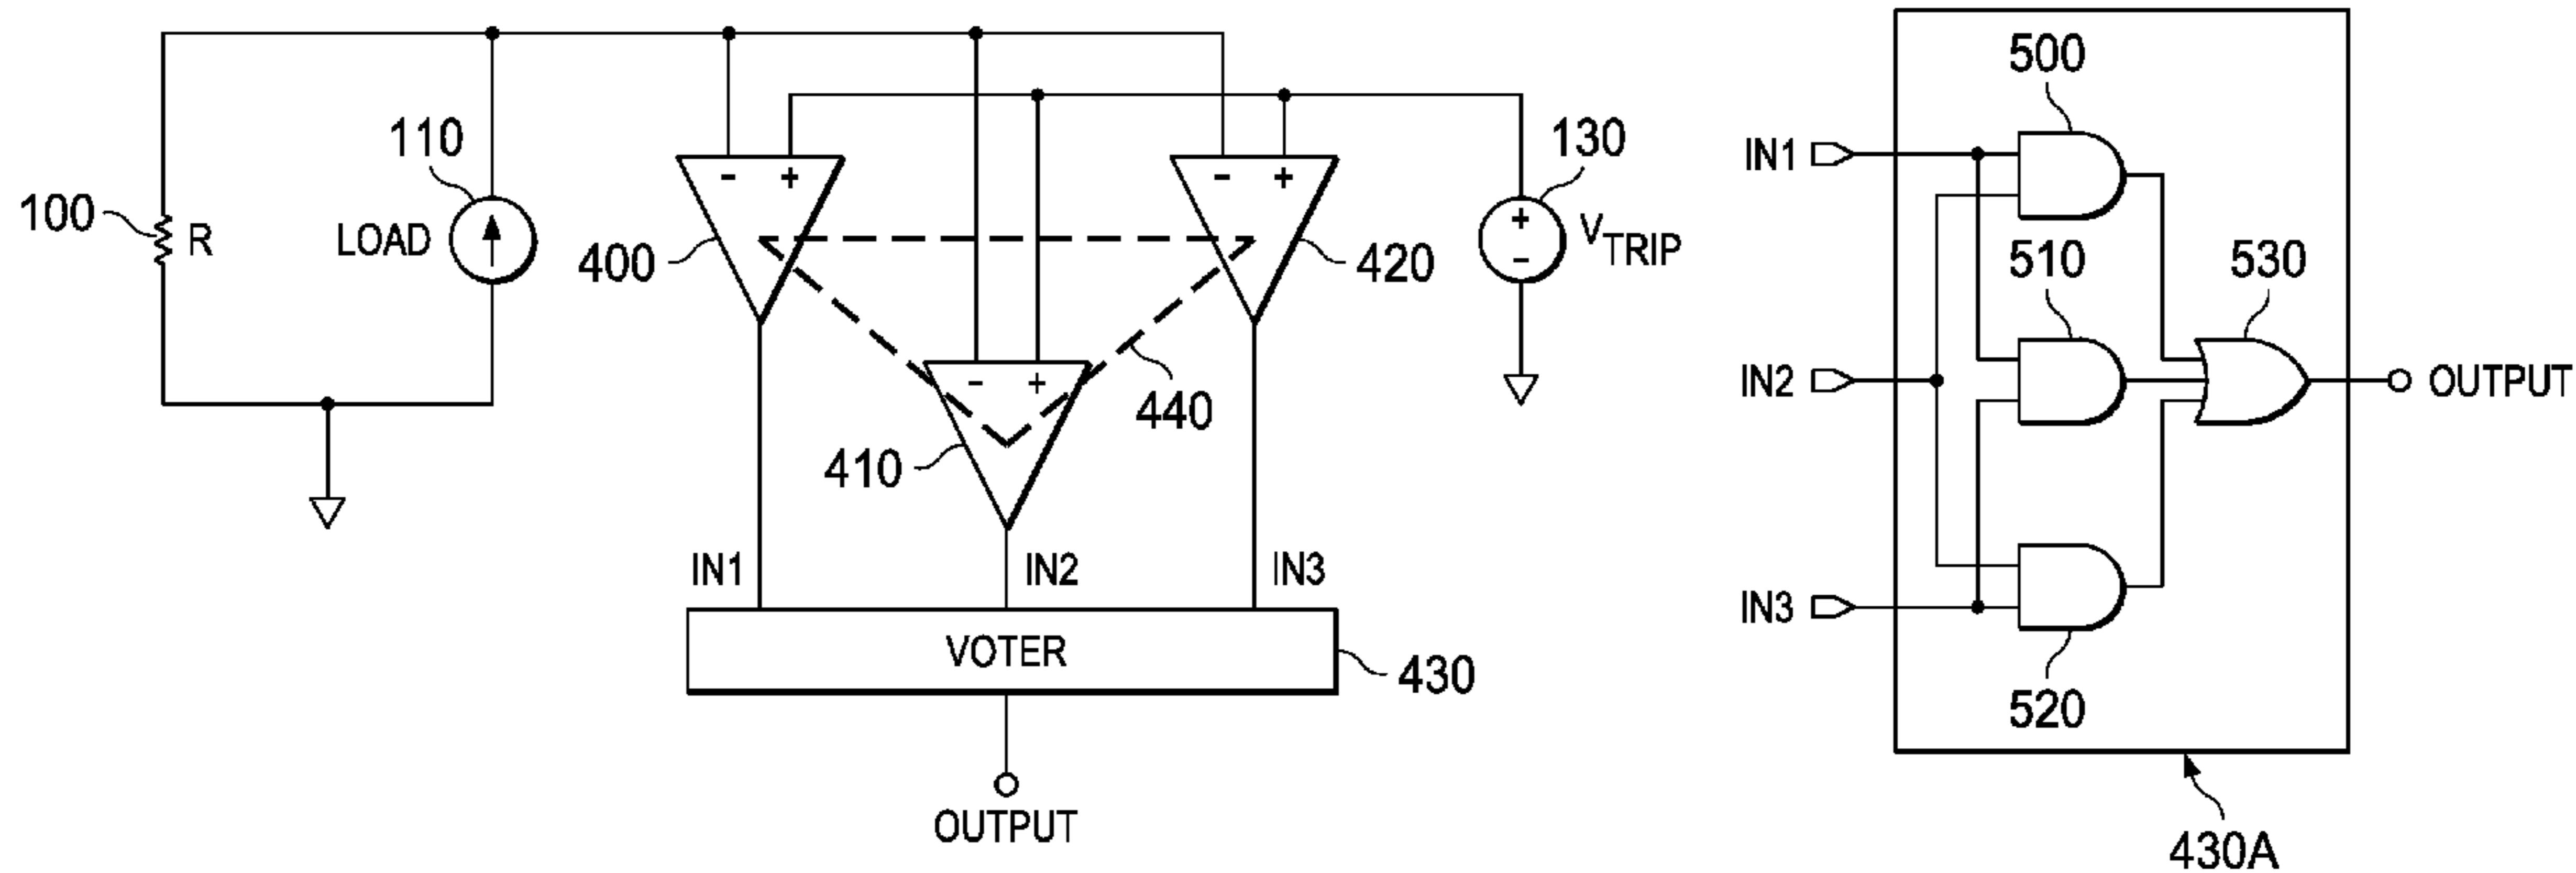 500
IN1
110
130
- +
- +
100
R
LOAD
400
420
+
-
VTRIP
510
530
IN2
OUTPUT
- +
440
410
IN1
IN2
IN3
IN3
VOTER
430
520
OUTPUT
430A